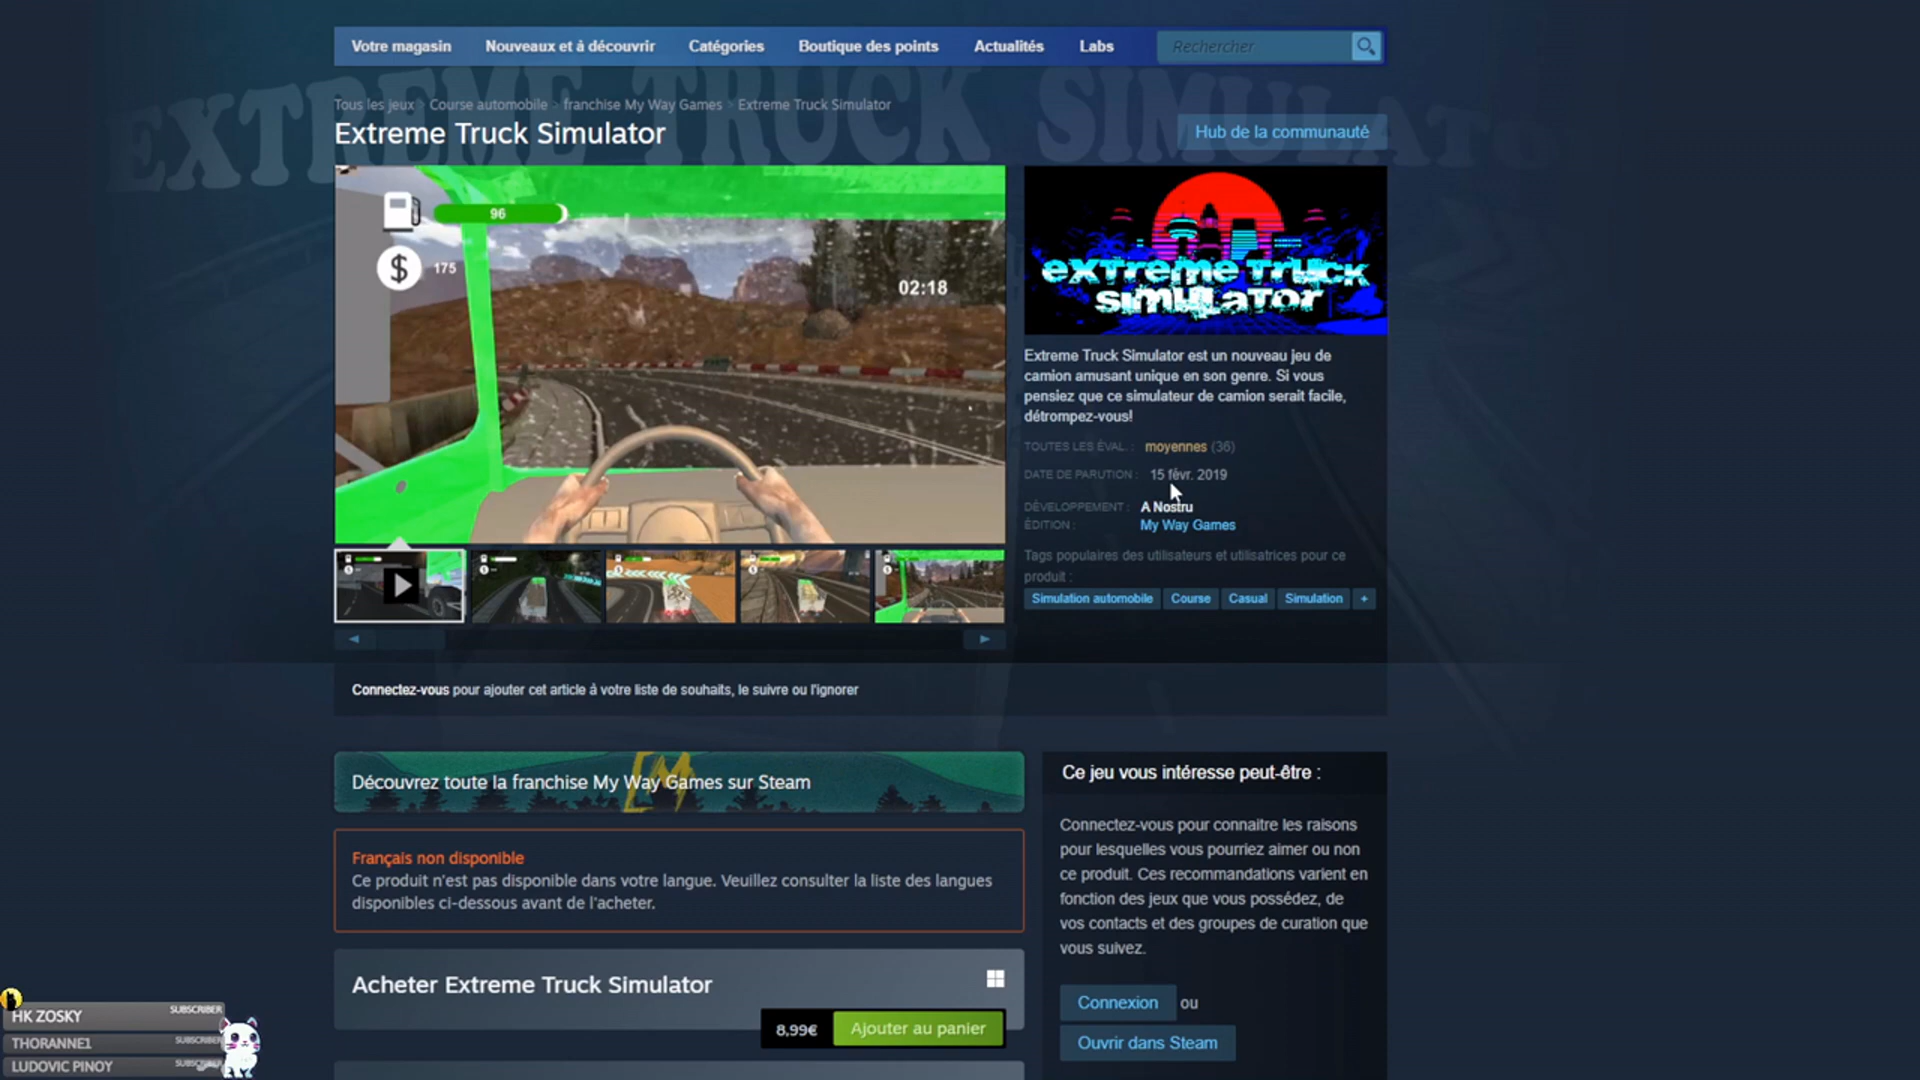 Votre magasin Nouveaux et à découvrir Catégories Boutique des points Actualités Labs Rechercher
EXTREME TRUCK SIMULATOR
Tous les jeux > Course automobile > franchise My Way Games > Extreme Truck Simulator
Extreme Truck Simulator
Hub de la communauté
96
$ 175
02:18
eXTreme TrUCK
SIMULaTOr
Extreme Truck Simulator est un nouveau jeu de
camion amusant unique en son genre. Si vous
pensiez que ce simulateur de camion serait facile,
détrompez-vous!
TOUTES LES ÉVAL. : moyennes (36)
DATE DE PARUTION : 15 févr. 2019
DÉVELOPPEMENT : A Nostru
ÉDITION : My Way Games
Tags populaires des utilisateurs et utilisatrices pour ce
produit :
Simulation automobile Course Casual Simulation +
Connectez-vous pour ajouter cet article à votre liste de souhaits, le suivre ou l'ignorer
Découvrez toute la franchise My Way Games sur Steam
Français non disponible
Ce produit n'est pas disponible dans votre langue. Veuillez consulter la liste des langues
disponibles ci-dessous avant de l'acheter.
Acheter Extreme Truck Simulator
8,99€ Ajouter au panier
Ce jeu vous intéresse peut-être :
Connectez-vous pour connaitre les raisons
pour lesquelles vous pourriez aimer ou non
ce produit. Ces recommandations varient en
fonction des jeux que vous possédez, de
vos contacts et des groupes de curation que
vous suivez.
Connexion ou
Ouvrir dans Steam
HK ZOSKY SUBSCRIBER
THORANNE1 SUBSCRIBER
LUDOVIC PINOY